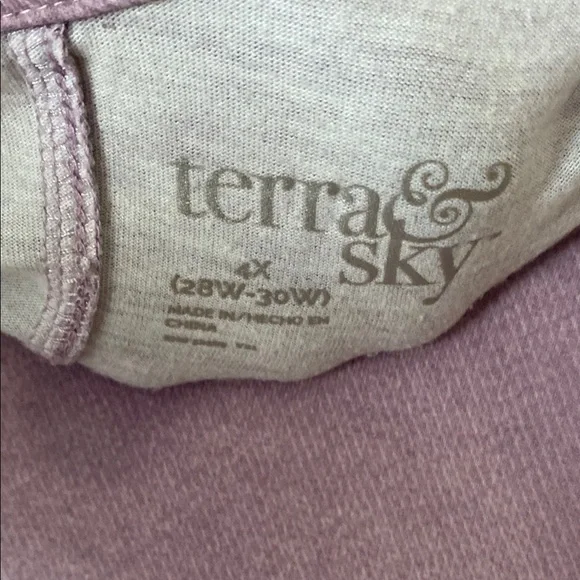 terra &
sky
4X
(28W-30W)
MADE IN/HECHO EN
CHINA